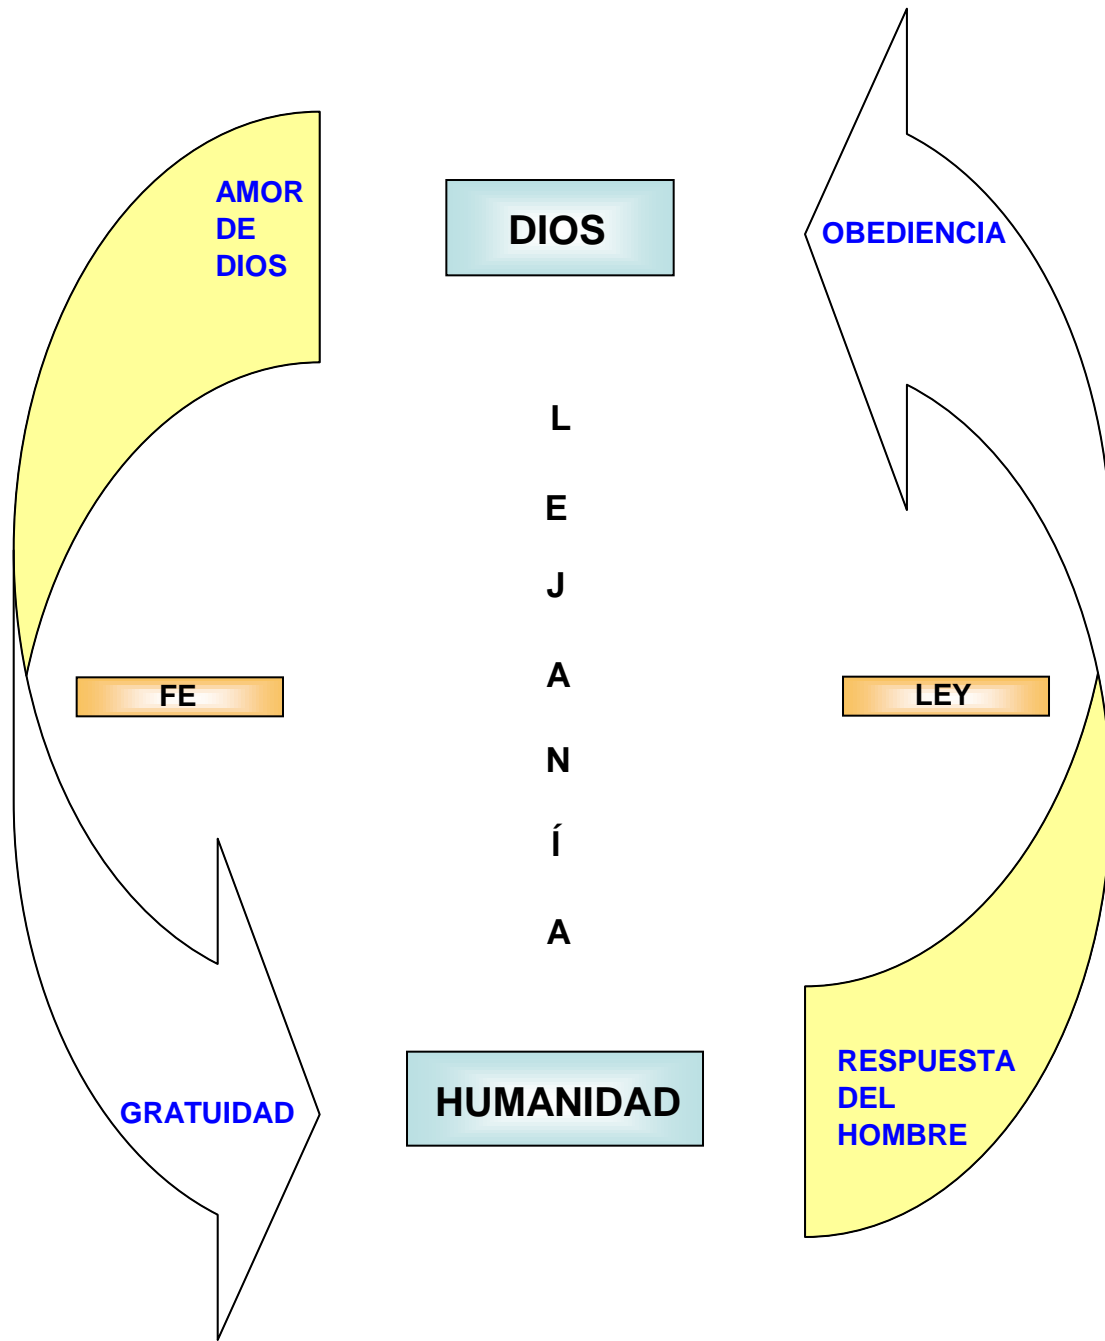 AMOR
DE
DIOS
DIOS
OBEDIENCIA
L
E
J
A
N
Í
A
FE
LEY
GRATUIDAD
HUMANIDAD
RESPUESTA
DEL
HOMBRE